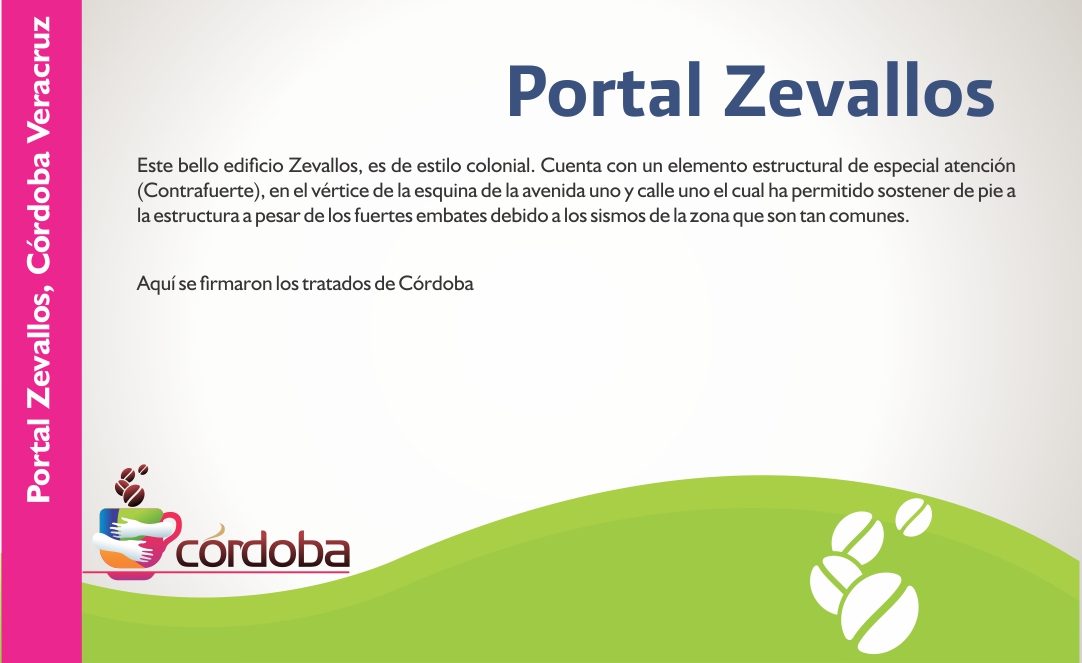 Portal Zevallos, Córdoba Veracruz
Portal Zevallos
Este bello edificio Zevallos, es de estilo colonial. Cuenta con un elemento estructural de especial atención
(Contrafuerte), en el vértice de la esquina de la avenida uno y calle uno el cual ha permitido sostener de pie a
la estructura a pesar de los fuertes embates debido a los sismos de la zona que son tan comunes.
Aquí se firmaron los tratados de Córdoba
córdoba